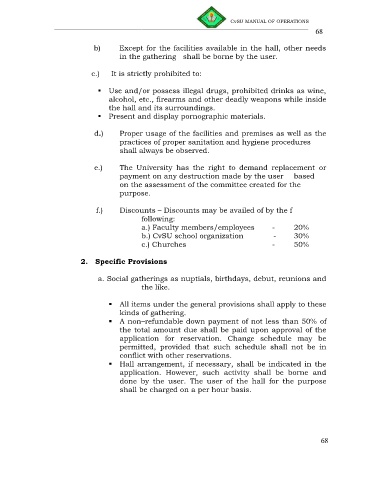 CvSU MANUAL OF OPERATIONS
68
b) Except for the facilities available in the hall, other needs
in the gathering shall be borne by the user.
c.) It is strictly prohibited to:
▪ Use and/or possess illegal drugs, prohibited drinks as wine,
alcohol, etc., firearms and other deadly weapons while inside
the hall and its surroundings.
▪ Present and display pornographic materials.
d.) Proper usage of the facilities and premises as well as the
practices of proper sanitation and hygiene procedures
shall always be observed.
e.) The University has the right to demand replacement or
payment on any destruction made by the user based
on the assessment of the committee created for the
purpose.
f.) Discounts – Discounts may be availed of by the f
following:
a.) Faculty members/employees - 20%
b.) CvSU school organization - 30%
c.) Churches - 50%
2. Specific Provisions
a. Social gatherings as nuptials, birthdays, debut, reunions and
the like.
▪ All items under the general provisions shall apply to these
kinds of gathering.
▪ A non–refundable down payment of not less than 50% of
the total amount due shall be paid upon approval of the
application for reservation. Change schedule may be
permitted, provided that such schedule shall not be in
conflict with other reservations.
▪ Hall arrangement, if necessary, shall be indicated in the
application. However, such activity shall be borne and
done by the user. The user of the hall for the purpose
shall be charged on a per hour basis.
68